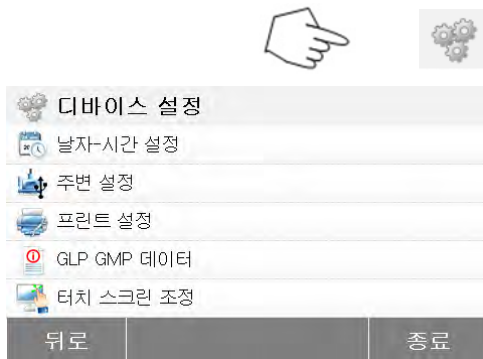 디바이스 설정
날자-시간 설정
주변 설정
프린트 설정
GLP GMP 데이터
터치 스크린 조정
뒤로 종료